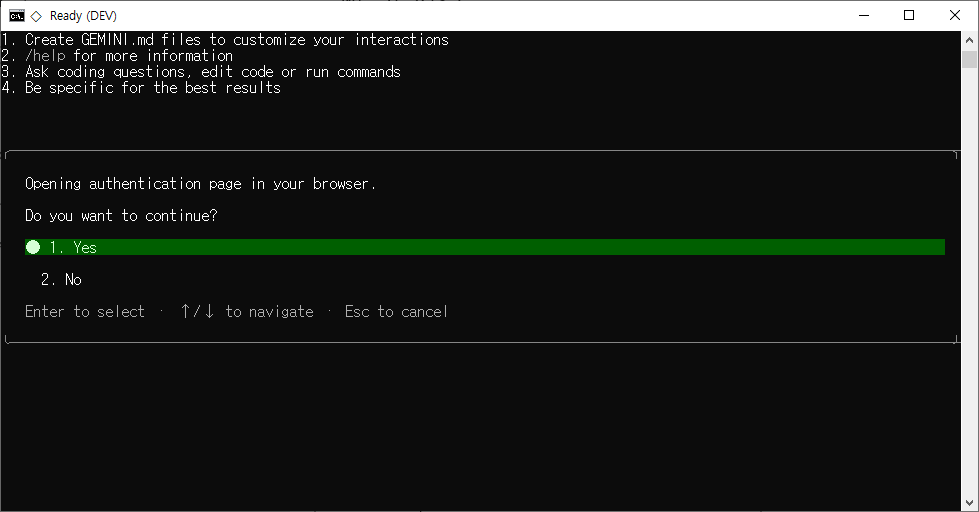 Ready (DEV)
1. Create GEMINI.md files to customize your interactions
2. /help for more information
3. Ask coding questions, edit code or run commands
4. Be specific for the best results
Opening authentication page in your browser.
Do you want to continue?
● 1. Yes
2. No
Enter to select · ↑/↓ to navigate · Esc to cancel